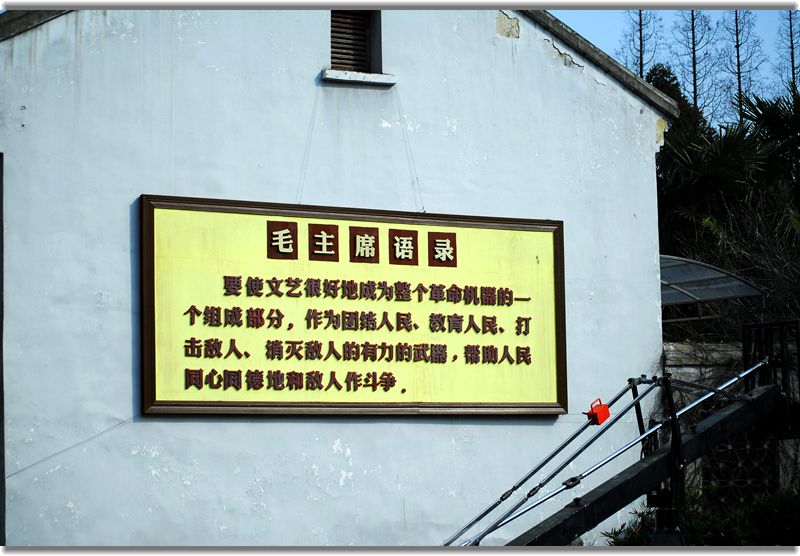 毛主席语录
要使文艺很好地成为整个革命机器的一
个组成部分，作为团结人民、教育人民、打
击敌人、消灭敌人的有力的武器，帮助人民
同心同德地和敌人作斗争。